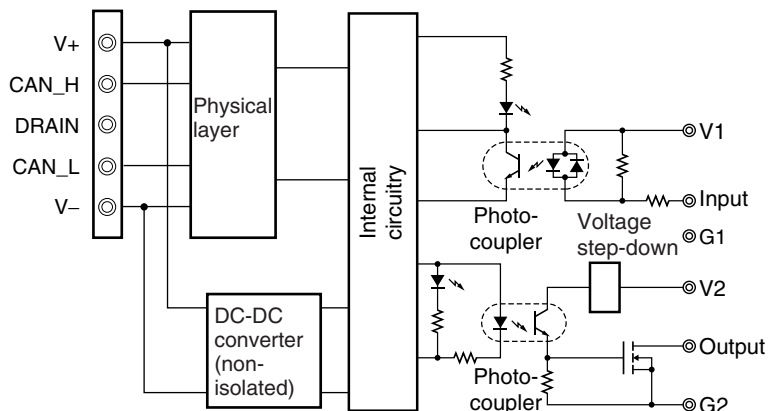 V+
CAN_H
DRAIN
CAN_L
V−
Physical
layer
DC-DC
converter
(non-
isolated)
Internal
circuitry
Photo-
coupler
Voltage
step-down
Photo-
coupler
V1
Input
G1
V2
Output
G2